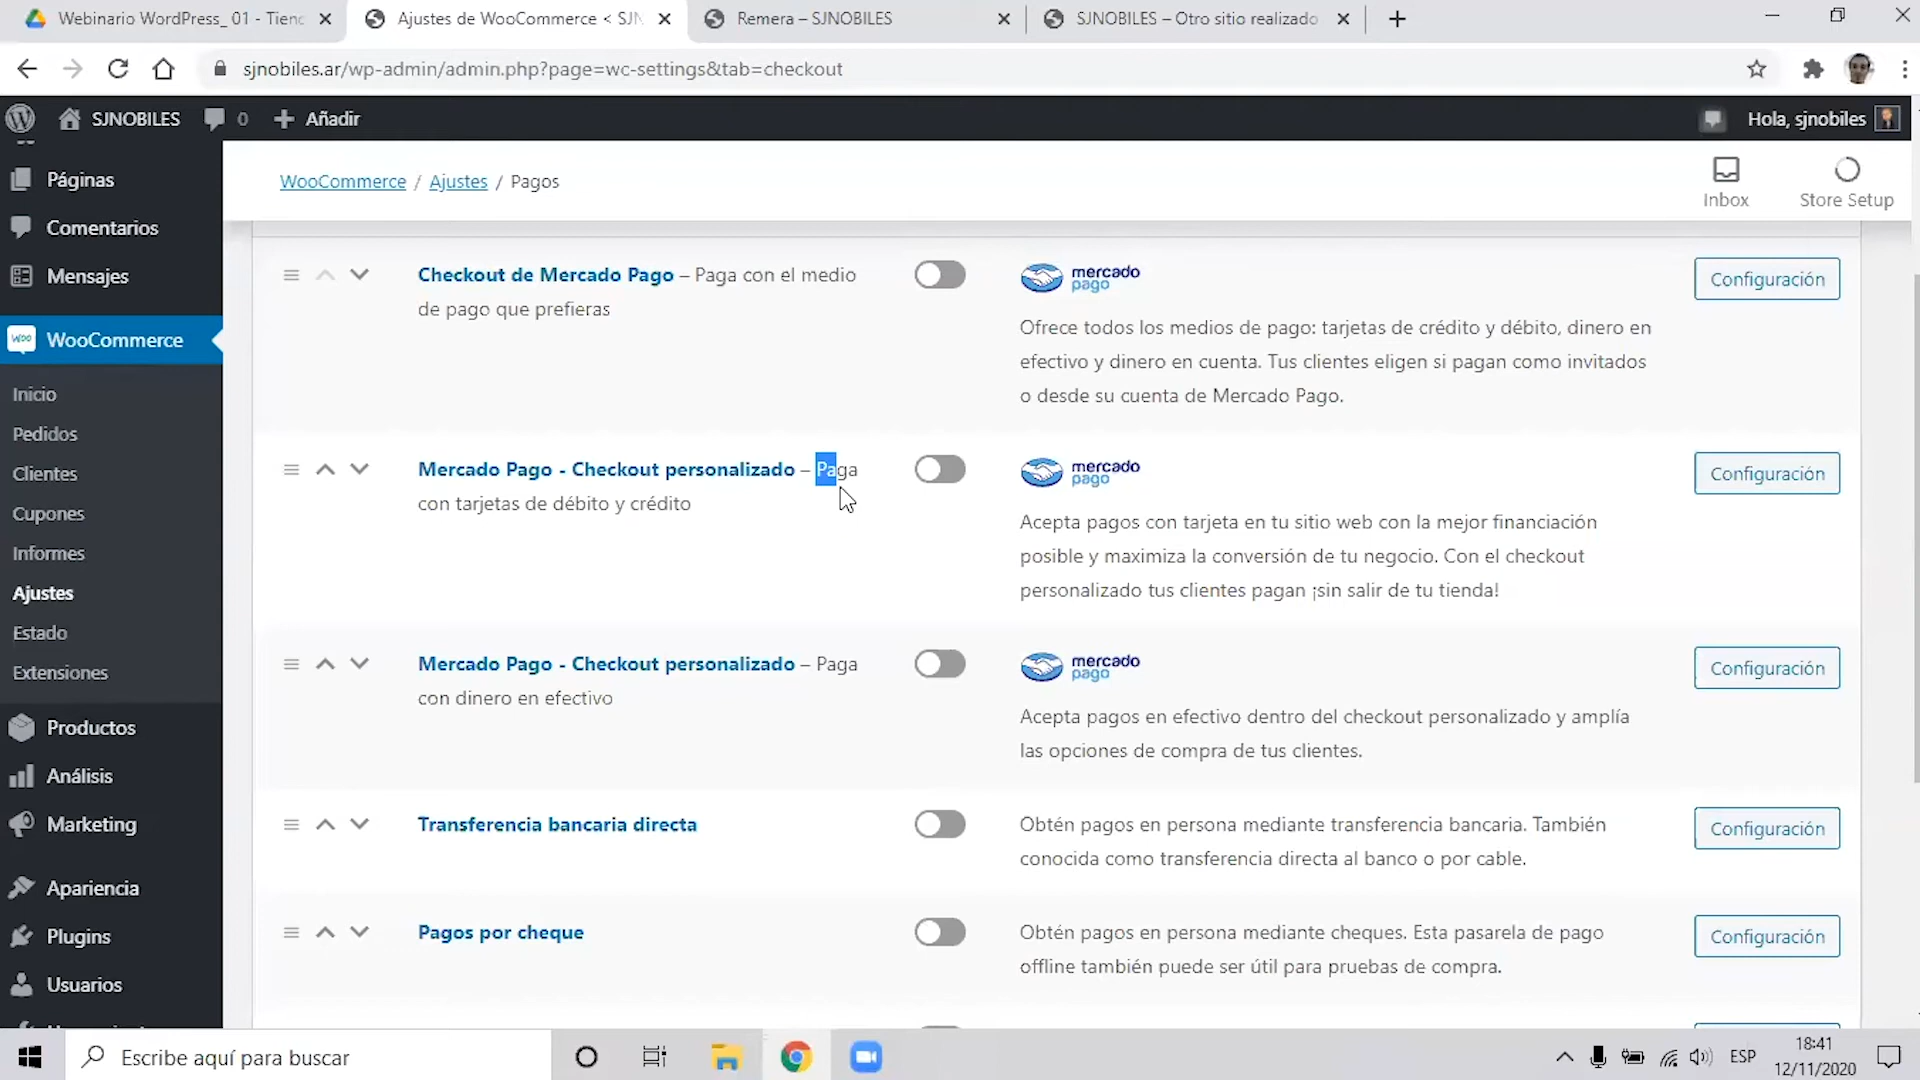 Webinario WordPress_ 01 - Tienc
Ajustes de WooCommerce < SJN
Remera – SJNOBILES
SJNOBILES – Otro sitio realizado
sjnobiles.ar/wp-admin/admin.php?page=wc-settings&tab=checkout
SJNOBILES 0 Añadir
Hola, sjnobiles
Páginas
Comentarios
Mensajes
WooCommerce
Inicio
Pedidos
Clientes
Cupones
Informes
Ajustes
Estado
Extensiones
Productos
Análisis
Marketing
Apariencia
Plugins
Usuarios
WooCommerce / Ajustes / Pagos
Inbox
Store Setup
Checkout de Mercado Pago – Paga con el medio
de pago que prefieras
mercado
pago
Ofrece todos los medios de pago: tarjetas de crédito y débito, dinero en
efectivo y dinero en cuenta. Tus clientes eligen si pagan como invitados
o desde su cuenta de Mercado Pago.
Configuración
Mercado Pago - Checkout personalizado – Paga
con tarjetas de débito y crédito
mercado
pago
Acepta pagos con tarjeta en tu sitio web con la mejor financiación
posible y maximiza la conversión de tu negocio. Con el checkout
personalizado tus clientes pagan ¡sin salir de tu tienda!
Configuración
Mercado Pago - Checkout personalizado – Paga
con dinero en efectivo
mercado
pago
Acepta pagos en efectivo dentro del checkout personalizado y amplía
las opciones de compra de tus clientes.
Configuración
Transferencia bancaria directa
Obtén pagos en persona mediante transferencia bancaria. También
conocida como transferencia directa al banco o por cable.
Configuración
Pagos por cheque
Obtén pagos en persona mediante cheques. Esta pasarela de pago
offline también puede ser útil para pruebas de compra.
Configuración
Escribe aquí para buscar
ESP
18:41
12/11/2020